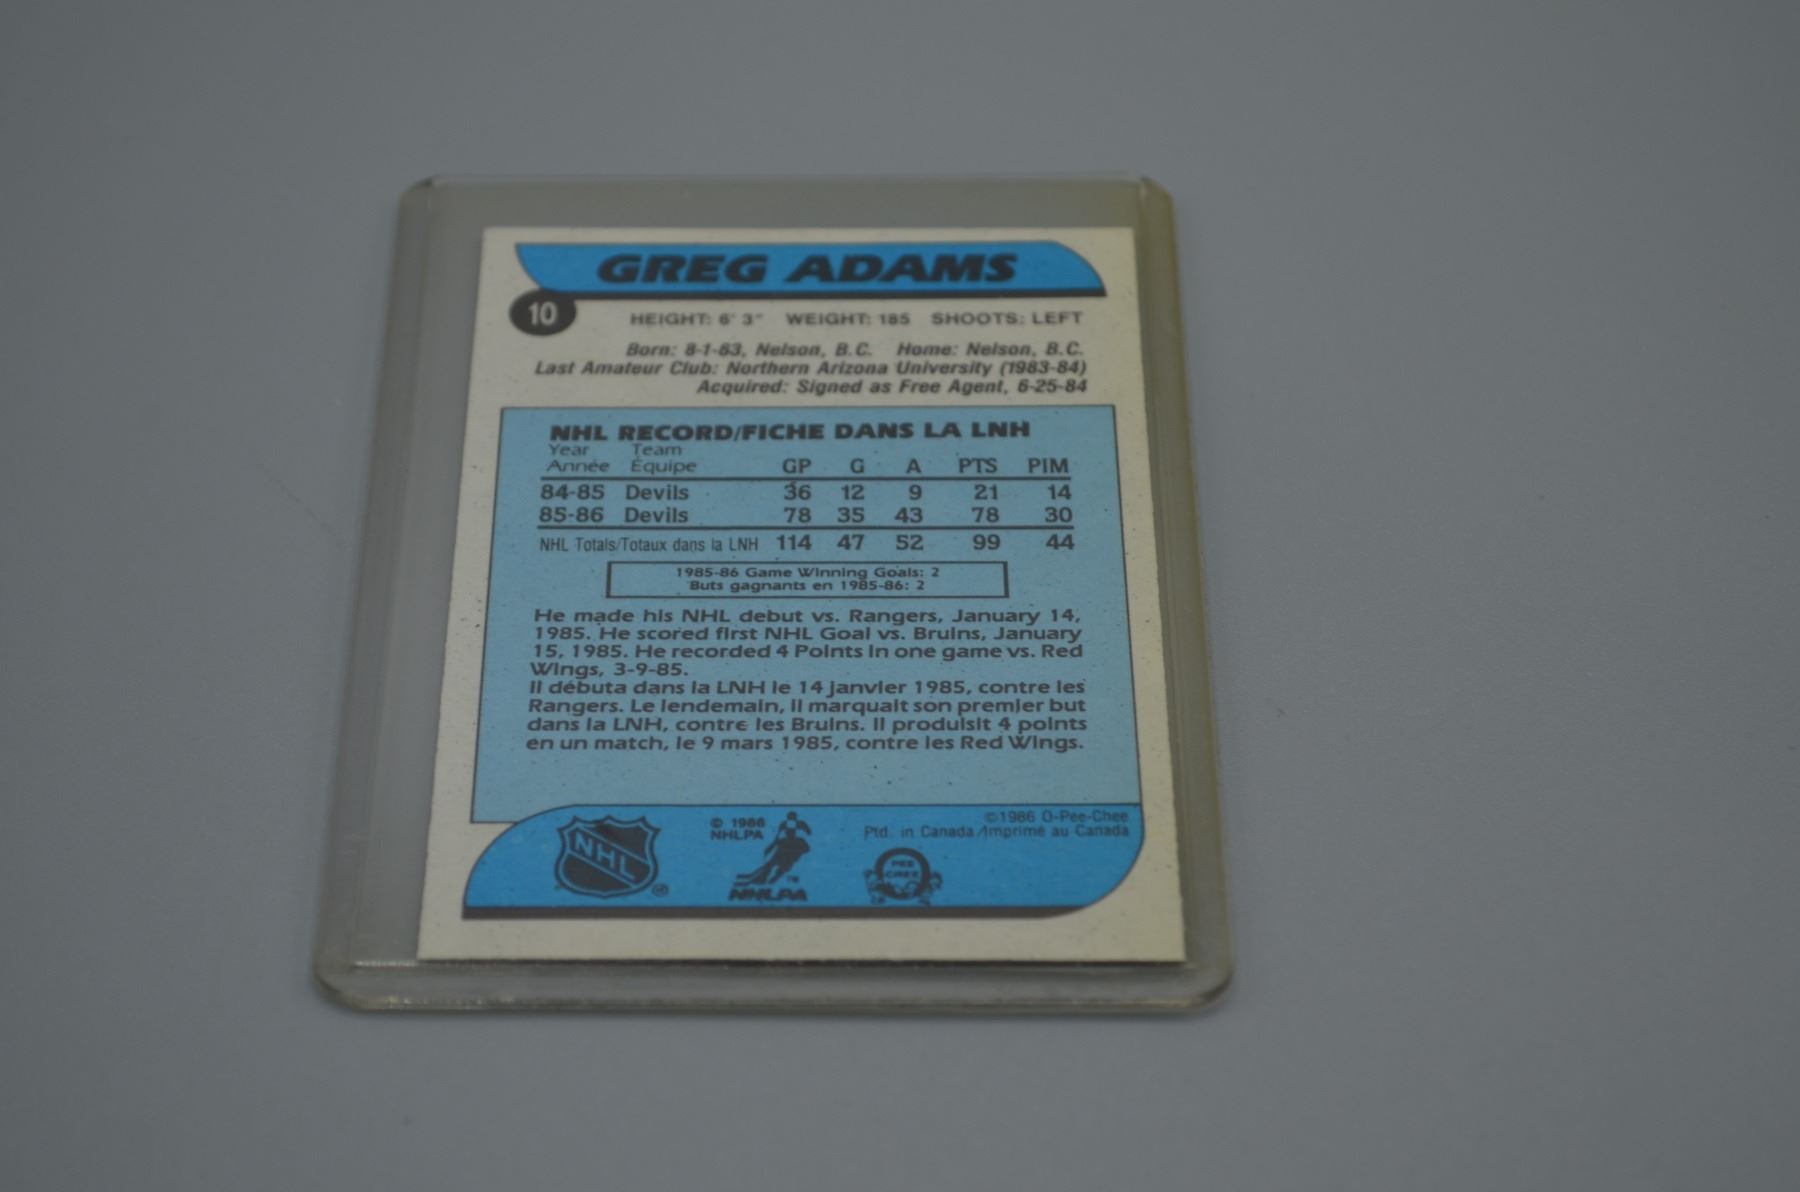 GREG ADAMS
10
HEIGHT: 6' 3" WEIGHT: 185 SHOOTS: LEFT
Born: 8-1-63, Nelson, B.C. Home: Nelson, B.C.
Last Amateur Club: Northern Arizona University (1983-84)
Acquired: Signed as Free Agent, 6-25-84
NHL RECORD/FICHE DANS LA LNH
Year Team
Année Équipe GP G A PTS PIM
84-85 Devils 36 12 9 21 14
85-86 Devils 78 35 43 78 30
NHL Totals/Totaux dans la LNH 114 47 52 99 44
1985-86 Game Winning Goals: 2
Buts gagnants en 1985-86: 2
He made his NHL debut vs. Rangers, January 14,
1985. He scored first NHL Goal vs. Bruins, January
15, 1985. He recorded 4 Points in one game vs. Red
Wings, 3-9-85.
Il débuta dans la LNH le 14 janvier 1985, contre les
Rangers. Le lendemain, il marquait son premier but
dans la LNH, contre les Bruins. Il produisit 4 points
en un match, le 9 mars 1985, contre les Red Wings.
©1986 O-Pee-Chee
Ptd. in Canada/Imprimé au Canada
© 1986
NHLPA
NHL
NHLPA
TM
PEE
CHEE